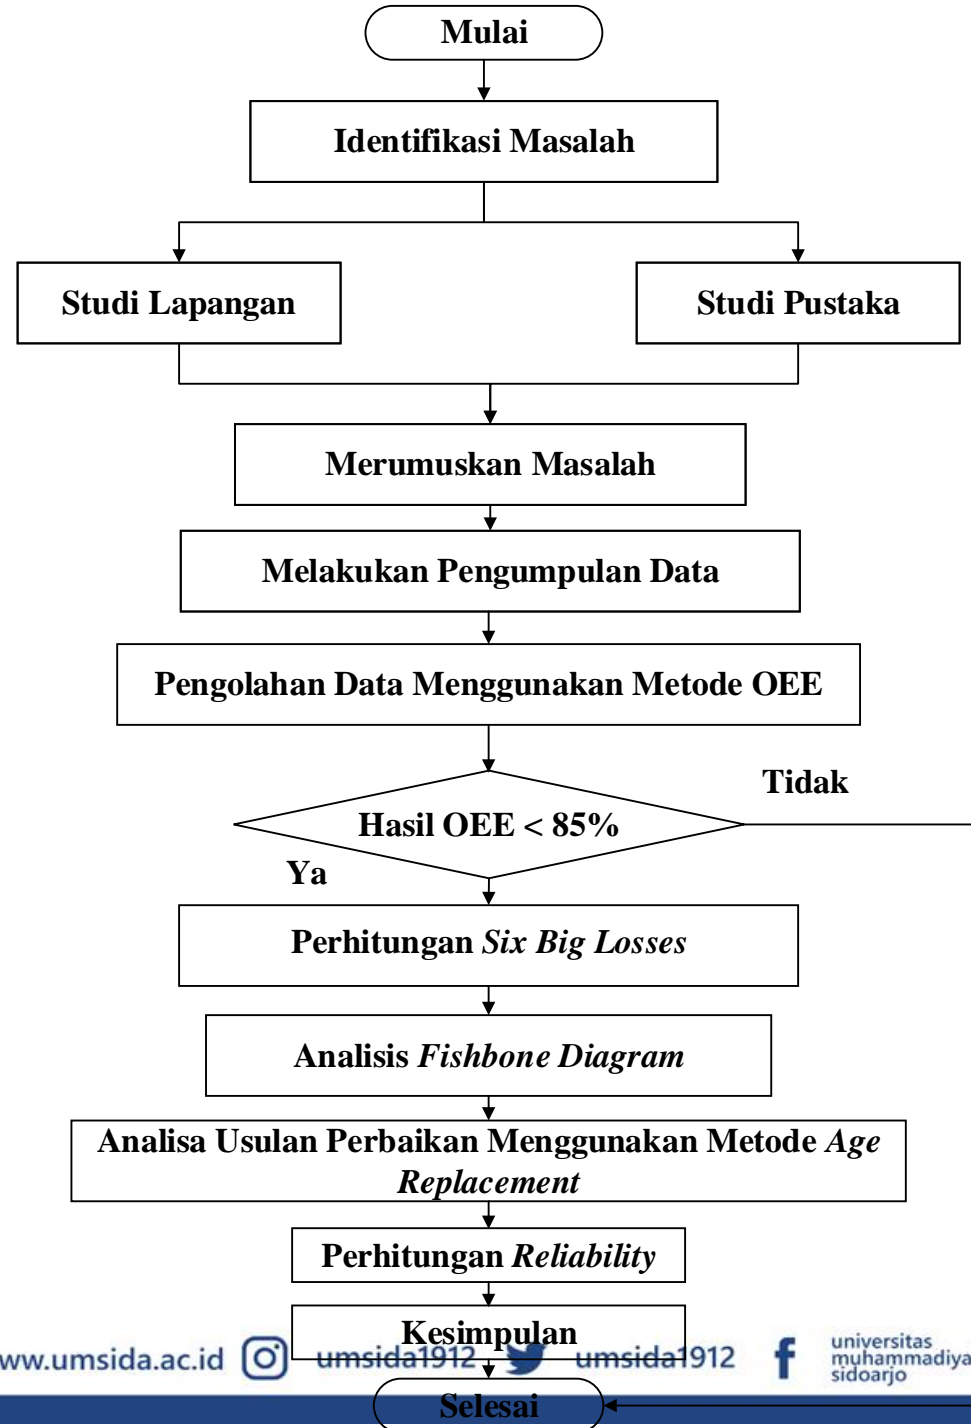 Mulai
Identifikasi Masalah
Studi Lapangan
Studi Pustaka
Merumuskan Masalah
Melakukan Pengumpulan Data
Pengolahan Data Menggunakan Metode OEE
Tidak
Hasil OEE < 85%
Ya
Perhitungan Six Big Losses
Analisis Fishbone Diagram
Analisa Usulan Perbaikan Menggunakan Metode Age
Replacement
Perhitungan Reliability
Kesimpulan
ww.umsida.ac.id umsida1912 umsida1912 universitas
muhammadiya
sidoarjo
Selesai